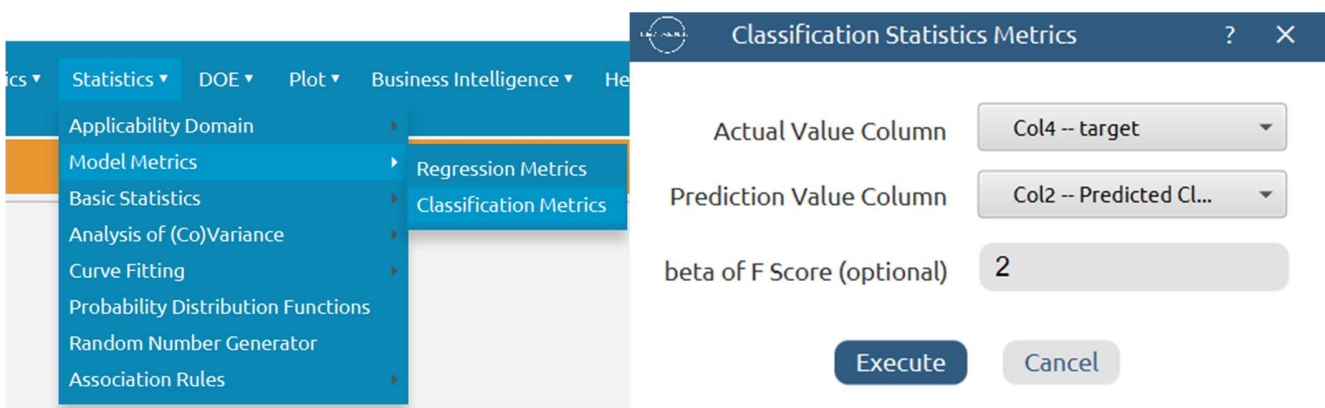 ics ▾ Statistics ▾ DOE ▾ Plot ▾ Business Intelligence ▾ He
Applicability Domain
Model Metrics
Basic Statistics
Analysis of (Co)Variance
Curve Fitting
Probability Distribution Functions
Random Number Generator
Association Rules
Regression Metrics
Classification Metrics
Classification Statistics Metrics ? ×
Actual Value Column Col4 -- target
Prediction Value Column Col2 -- Predicted Cl...
beta of F Score (optional) 2
Execute Cancel